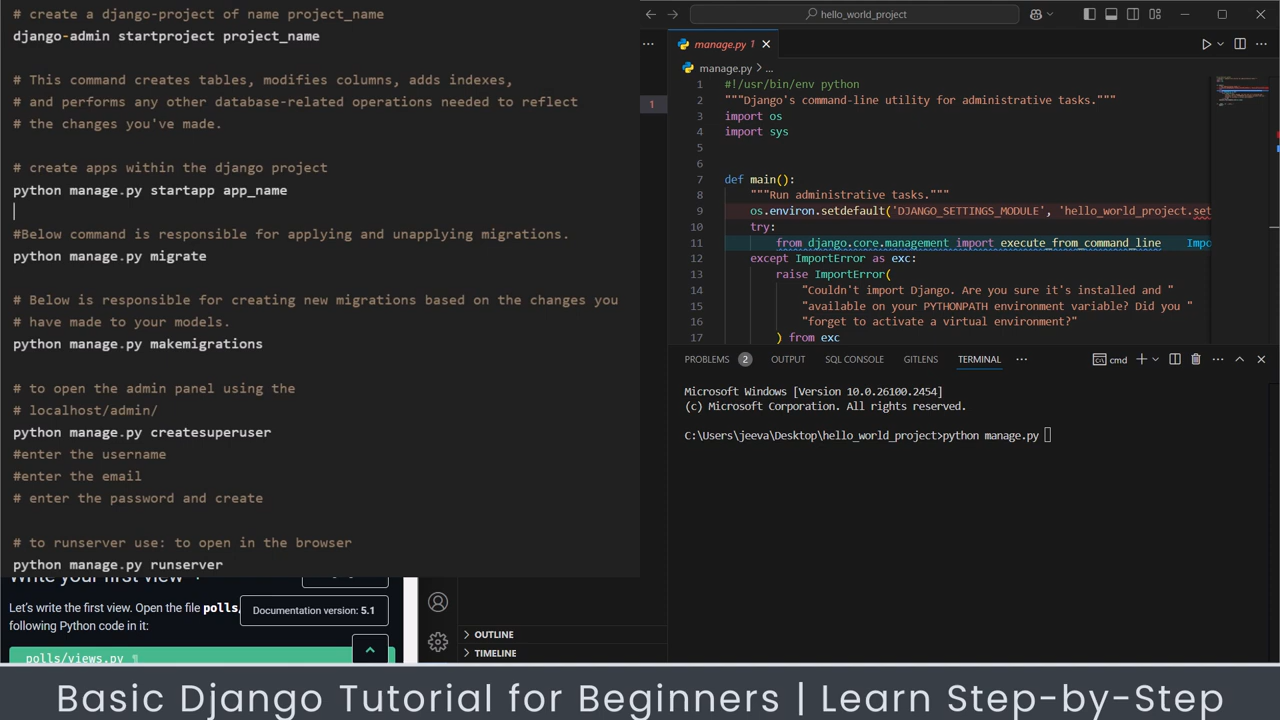 # create a django-project of name project_name
django-admin startproject project_name
# This command creates tables, modifies columns, adds indexes,
# and performs any other database-related operations needed to reflect
# the changes you've made.
# create apps within the django project
python manage.py startapp app_name
#Below command is responsible for applying and unapplying migrations.
python manage.py migrate
# Below is responsible for creating new migrations based on the changes you
# have made to your models.
python manage.py makemigrations
# to open the admin panel using the
# localhost/admin/
python manage.py createsuperuser
#enter the username
#enter the email
# enter the password and create
# to runserver use: to open in the browser
python manage.py runserver
Write your first view
Let's write the first view. Open the file polls/
following Python code in it:
Documentation version: 5.1
polls/views.py ¶
OUTLINE
TIMELINE
hello_world_project
manage.py 1
manage.py > ...
1
1 #!/usr/bin/env python
2 """Django's command-line utility for administrative tasks."""
3 import os
4 import sys
5
6
7 def main():
8 """Run administrative tasks."""
9 os.environ.setdefault('DJANGO_SETTINGS_MODULE', 'hello_world_project.set
10 try:
11 from django.core.management import execute_from_command_line Impo
12 except ImportError as exc:
13 raise ImportError(
14 "Couldn't import Django. Are you sure it's installed and "
15 "available on your PYTHONPATH environment variable? Did you "
16 "forget to activate a virtual environment?"
17 ) from exc
PROBLEMS 2 OUTPUT SQL CONSOLE GITLENS TERMINAL ... cmd
Microsoft Windows [Version 10.0.26100.2454]
(c) Microsoft Corporation. All rights reserved.
C:\Users\jeeva\Desktop\hello_world_project>python manage.py
Basic Django Tutorial for Beginners | Learn Step-by-Step